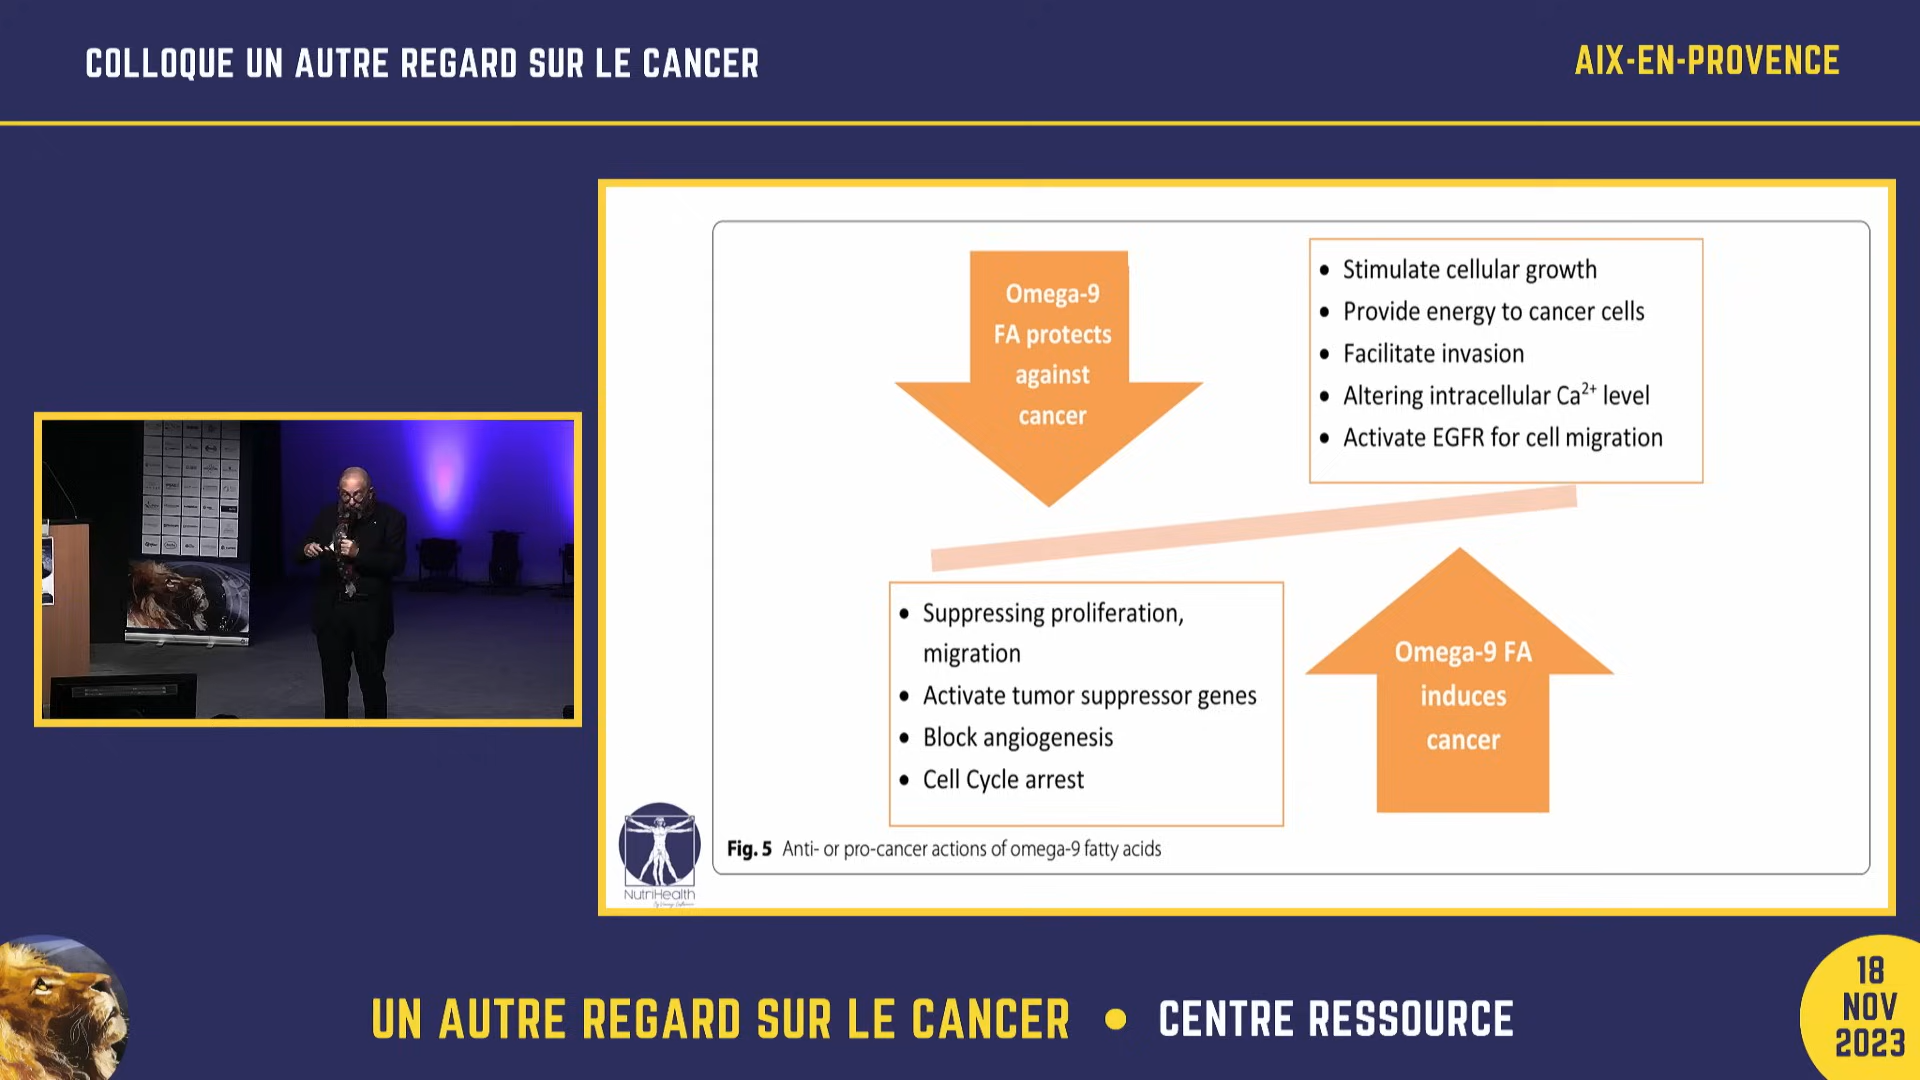 COLLOQUE UN AUTRE REGARD SUR LE CANCER
AIX-EN-PROVENCE
Omega-9
FA protects
against
cancer
• Stimulate cellular growth
• Provide energy to cancer cells
• Facilitate invasion
• Altering intracellular Ca²⁺ level
• Activate EGFR for cell migration
• Suppressing proliferation,
migration
• Activate tumor suppressor genes
• Block angiogenesis
• Cell Cycle arrest
Omega-9 FA
induces
cancer
Fig. 5 Anti- or pro-cancer actions of omega-9 fatty acids
NutriHealth
UN AUTRE REGARD SUR LE CANCER • CENTRE RESSOURCE
18
NOV
2023